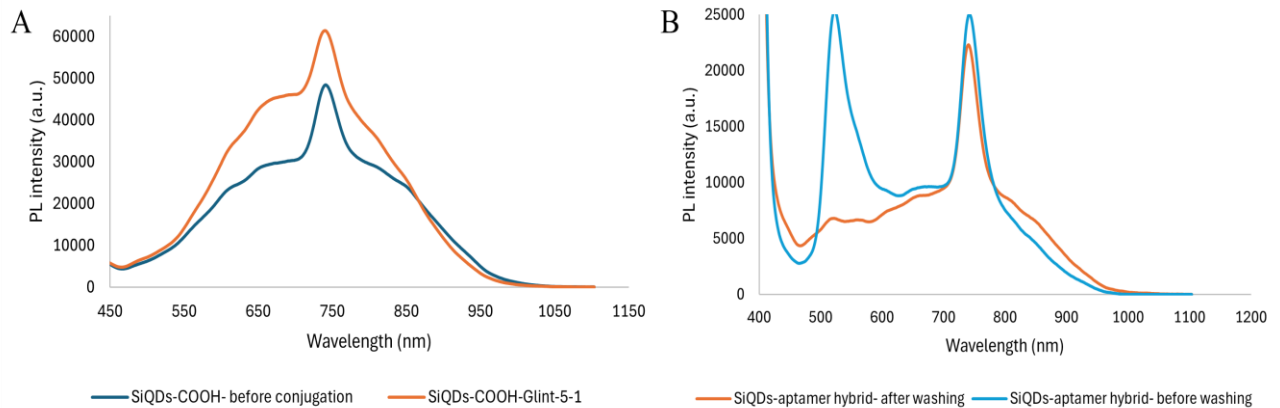 A
PL intensity (a.u.)
60000
50000
40000
30000
20000
10000
0
450 550 650 750 850 950 1050 1150
Wavelength (nm)
SiQDs-COOH- before conjugation SiQDs-COOH-Glint-5-1
B
PL intensity (a.u.)
25000
20000
15000
10000
5000
0
400 500 600 700 800 900 1000 1100 1200
Wavelength (nm)
SiQDs-aptamer hybrid- after washing SiQDs-aptamer hybrid- before washing